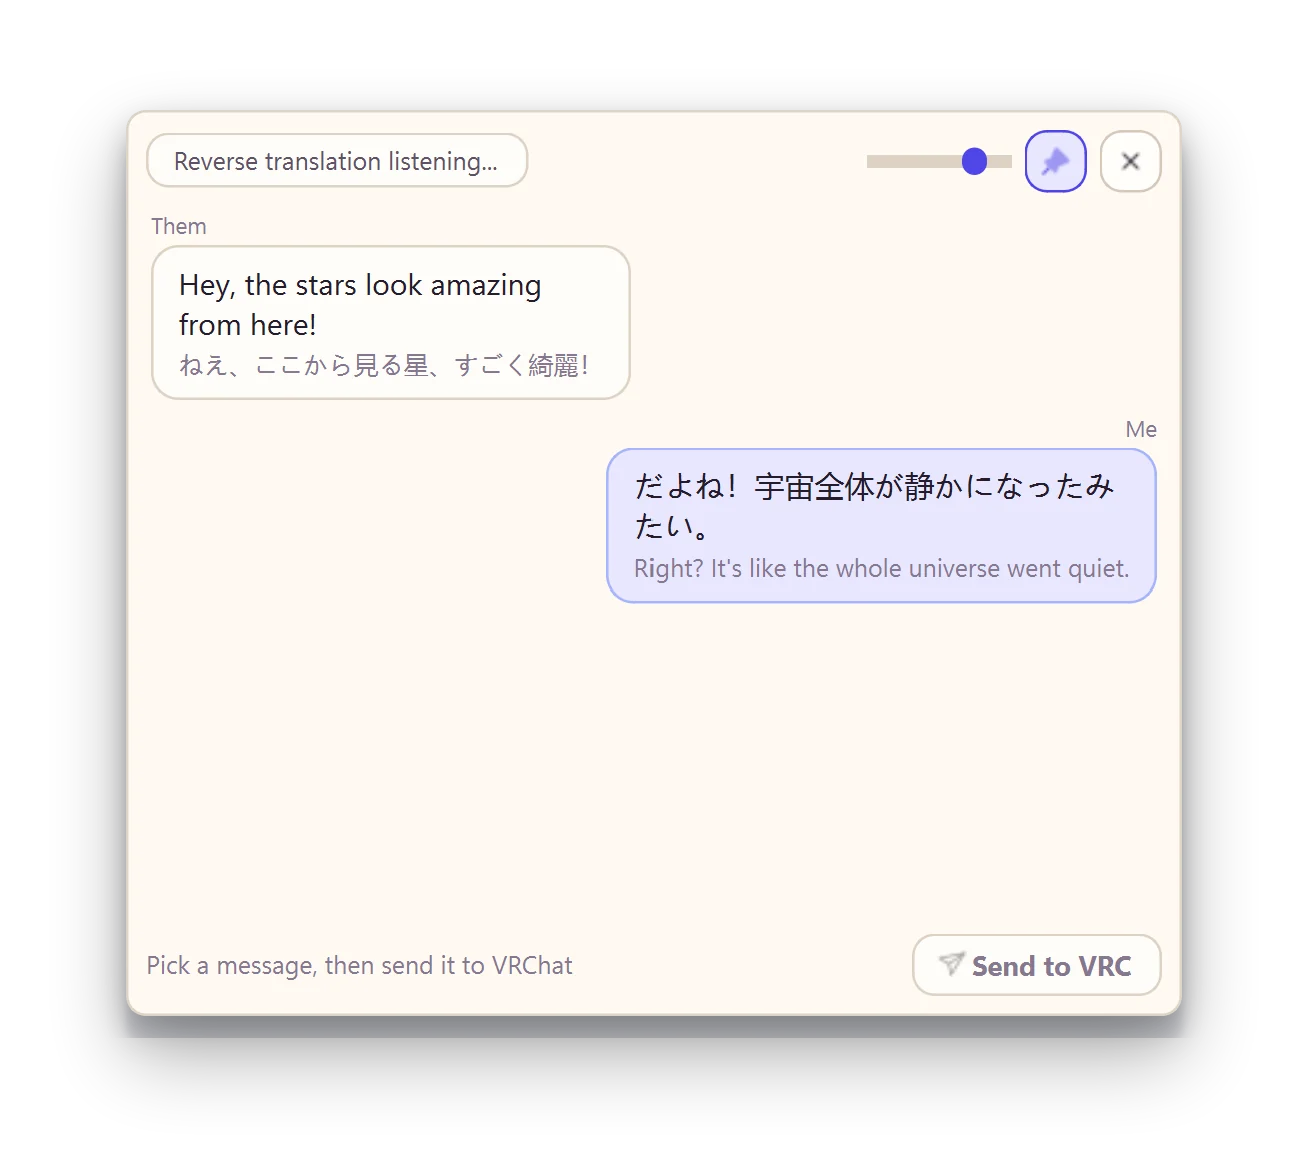 Reverse translation listening...
Them
Hey, the stars look amazing
from here!
ねえ、ここから見る星、すごく綺麗！
Me
だよね！宇宙全体が静かになったみ
たい。
Right? It's like the whole universe went quiet.
Pick a message, then send it to VRChat
Send to VRC